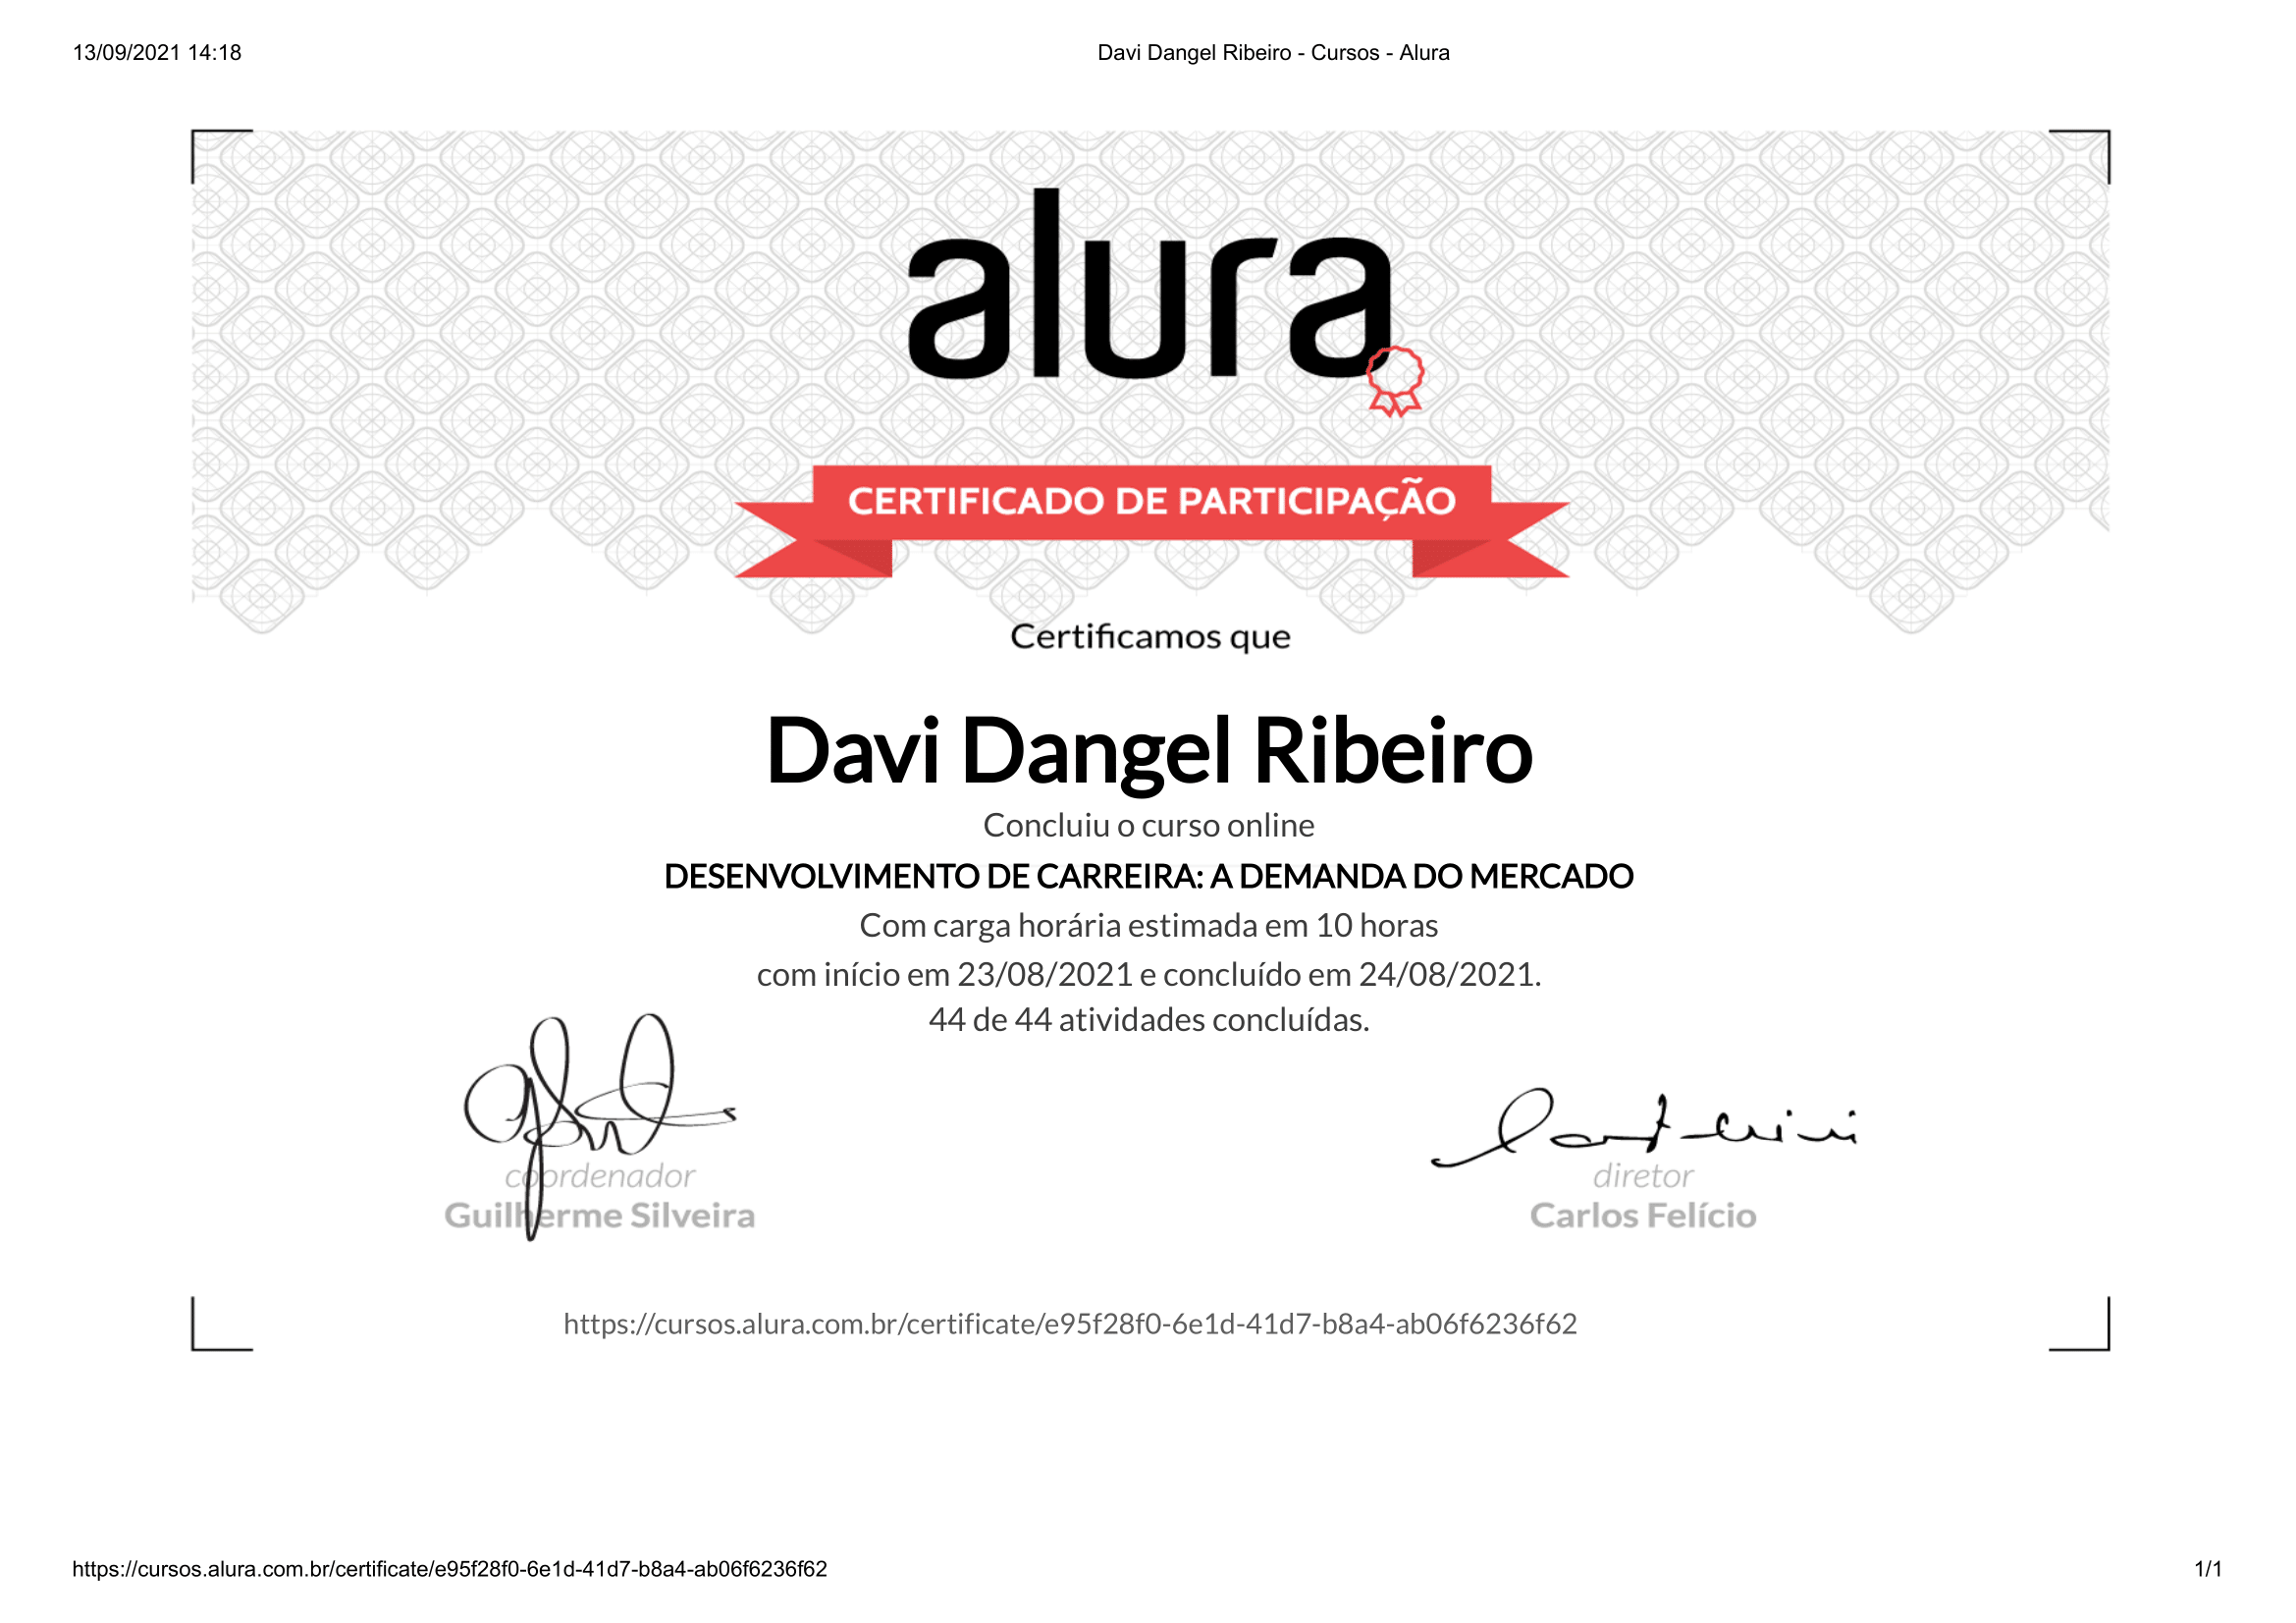 13/09/2021 14:18
Davi Dangel Ribeiro - Cursos - Alura
alura
CERTIFICADO DE PARTICIPAÇÃO
Certificamos que
Davi Dangel Ribeiro
Concluiu o curso online
DESENVOLVIMENTO DE CARREIRA: A DEMANDA DO MERCADO
Com carga horária estimada em 10 horas
com início em 23/08/2021 e concluído em 24/08/2021.
44 de 44 atividades concluídas.
coordenador
Guilherme Silveira
diretor
Carlos Felício
https://cursos.alura.com.br/certificate/e95f28f0-6e1d-41d7-b8a4-ab06f6236f62
https://cursos.alura.com.br/certificate/e95f28f0-6e1d-41d7-b8a4-ab06f6236f62
1/1